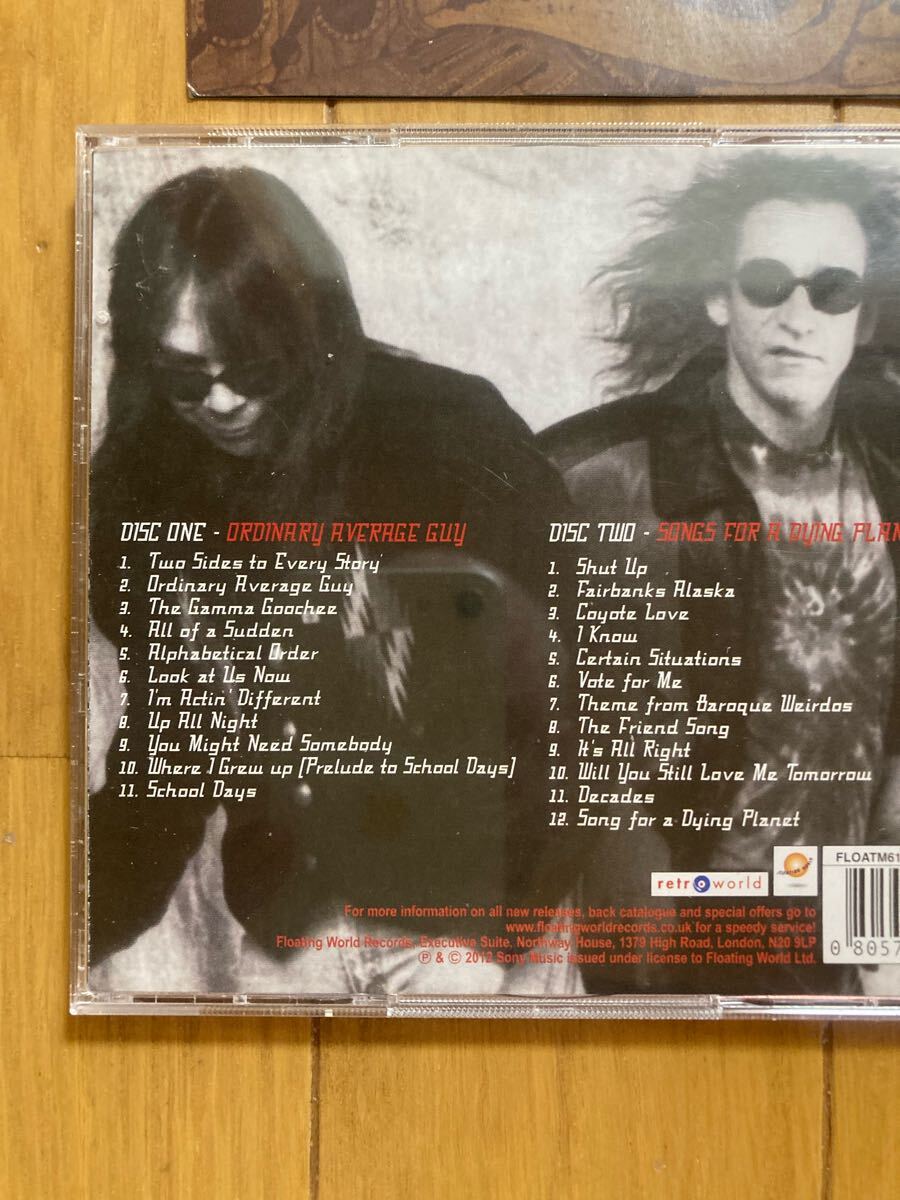 DISC ONE - ORDINARY AVERAGE GUY
1. Two Sides to Every Story
2. Ordinary Average Guy
3. The Gamma Goochee
4. All of a Sudden
5. Alphabetical Order
6. Look at Us Now
7. I'm Actin' Different
8. Up All Night
9. You Might Need Somebody
10. Where I Grew up [Prelude to School Days]
11. School Days
DISC TWO - SONGS FOR A DYING PLAN
1. Shut Up
2. Fairbanks Alaska
3. Coyote Love
4. I Know
5. Certain Situations
6. Vote for Me
7. Theme from Baroque Weirdos
8. The Friend Song
9. It's All Right
10. Will You Still Love Me Tomorrow
11. Decades
12. Song for a Dying Planet
retroworld
FLOATM61
0 8057
For more information on all new releases, back catalogue and special offers go to
www.floatingworldrecords.co.uk for a speedy service!
Floating World Records, Executive Suite, Northway House, 1379 High Road, London, N20 9LP
℗ & © 2012 Sony Music issued under license to Floating World Ltd.